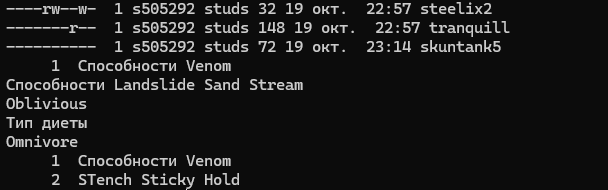 ----rw--w-  1 s505292 studs 32 19 окт.  22:57 steelix2
-------r--  1 s505292 studs 148 19 окт.  22:57 tranquill
----------  1 s505292 studs 72 19 окт.  23:14 skuntank5
     1  Способности Venom
Способности Landslide Sand Stream
Oblivious
Тип диеты
Omnivore
     1  Способности Venom
     2  STench Sticky Hold